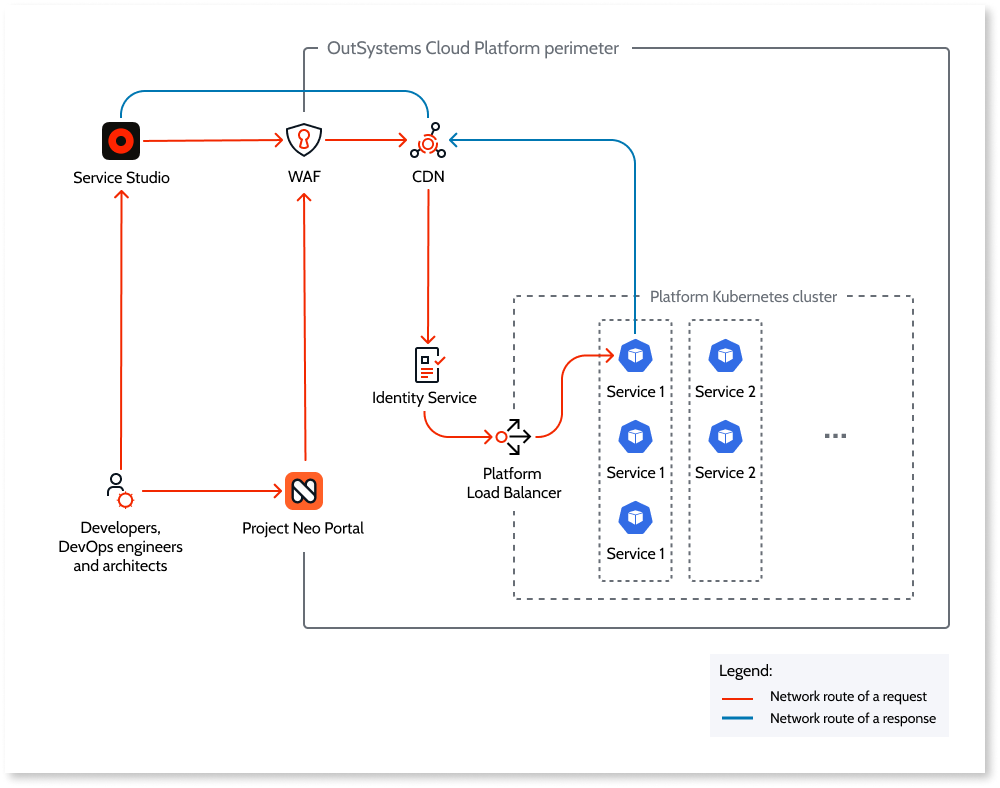 OutSystems Cloud Platform perimeter
Service Studio
WAF
CDN
Platform Kubernetes cluster
Identity Service
Service 1
Service 2
Service 1
Service 2
...
Platform
Load Balancer
Service 1
Developers,
DevOps engineers
and architects
Project Neo Portal
Legend:
Network route of a request
Network route of a response